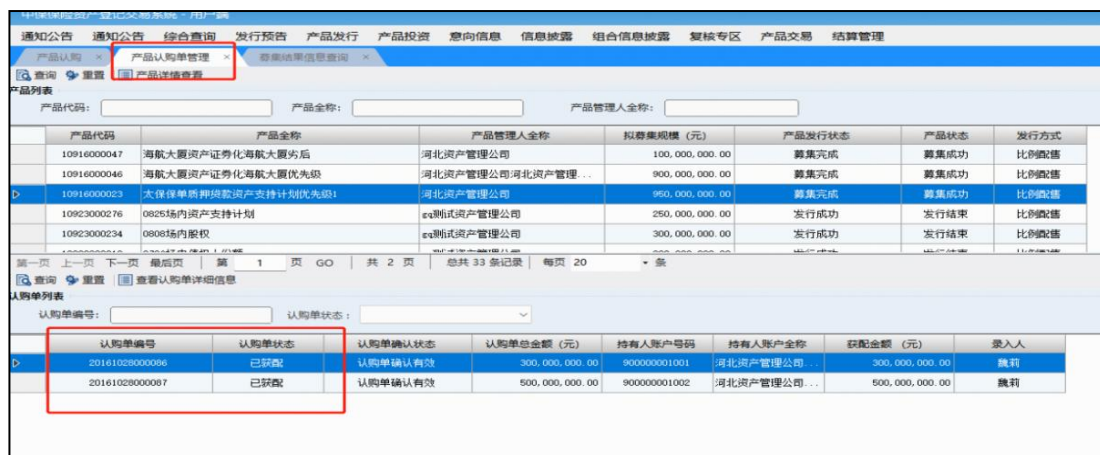 中保保险资产登记交易系统 - 用户端
通知公告 通知公告 综合查询 发行预告 产品发行 产品投资 意向信息 信息披露 组合信息披露 复核专区 产品交易 结算管理
产品认购 × 产品认购单管理 × 募集结果信息查询 ×
查询 重置 产品详情查看
产品列表
产品代码: 产品全称: 产品管理人全称:
产品代码 产品全称 产品管理人全称 拟募集规模（元） 产品发行状态 产品状态 发行方式
10916000047 海航大厦资产证券化海航大厦劣后 河北资产管理公司 100,000,000.00 募集完成 募集成功 比例配售
10916000046 海航大厦资产证券化海航大厦优先级 河北资产管理公司河北资产管理... 900,000,000.00 募集完成 募集成功 比例配售
10916000023 太保保单质押贷款资产支持计划优先级1 河北资产管理公司 950,000,000.00 募集完成 募集成功 比例配售
10923000276 0825场内资产支持计划 gq测试资产管理公司 250,000,000.00 发行成功 发行结束 比例配售
10923000234 0808场内股权 gq测试资产管理公司 300,000,000.00 发行成功 发行结束 比例配售
第一页 上一页 下一页 最后页 第 1 页 GO 共 2 页 总共 33 条记录 每页 20 条
查询 重置 查看认购单详细信息
认购单列表
认购单编号: 认购单状态:
认购单编号 认购单状态 认购单确认状态 认购单总金额（元） 持有人账户号码 持有人账户全称 获配金额（元） 录入人
20161028000086 已获配 认购单确认有效 300,000,000.00 900000001001 河北资产管理公司... 300,000,000.00 魏莉
20161028000087 已获配 认购单确认有效 500,000,000.00 900000001002 河北资产管理公司... 500,000,000.00 魏莉